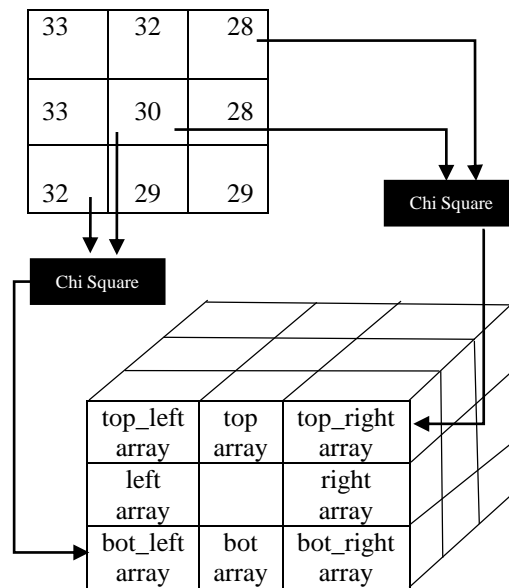 33 32 28
33 30 28
32 29 29
Chi Square
Chi Square
top_left top top_right
array array array
left right
array array
bot_left bot bot_right
array array array